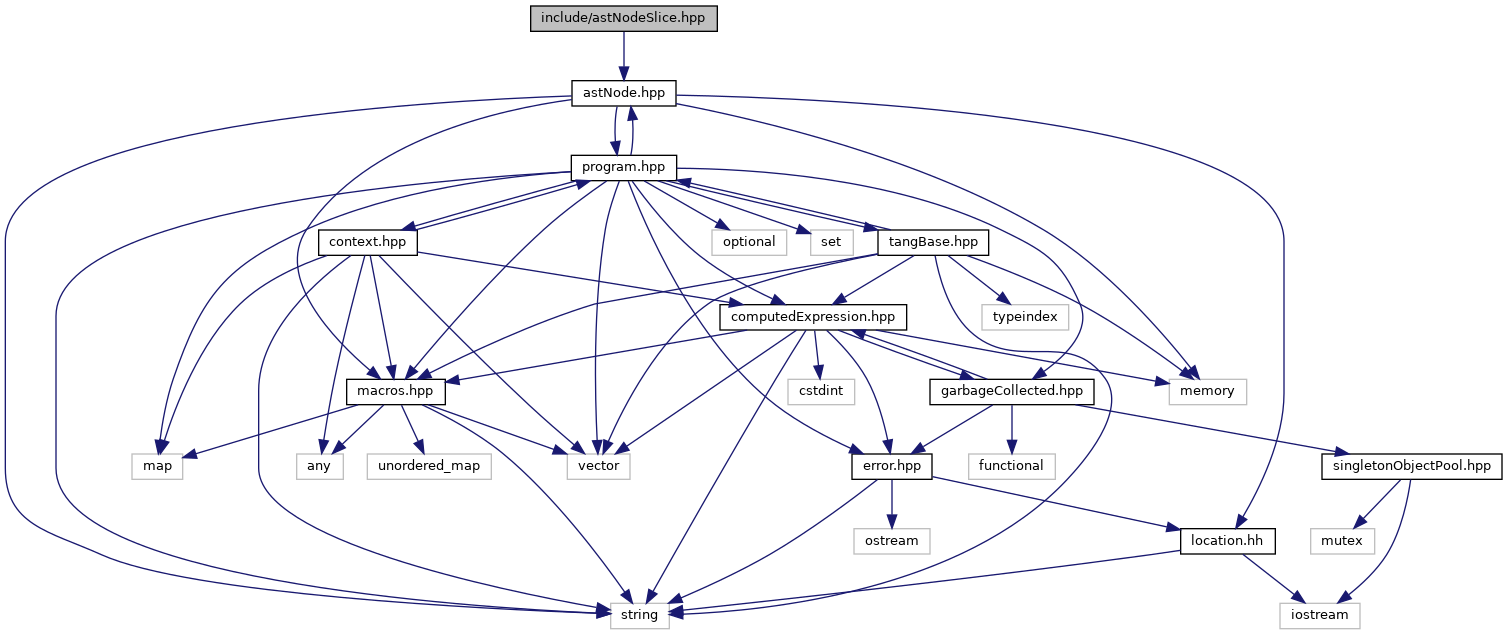 include/astNodeSlice.hpp
astNode.hpp
program.hpp
context.hpp
optional
set
tangBase.hpp
computedExpression.hpp
typeindex
macros.hpp
cstdint
garbageCollected.hpp
memory
map
any
unordered_map
vector
error.hpp
functional
singletonObjectPool.hpp
ostream
location.hh
mutex
string
iostream